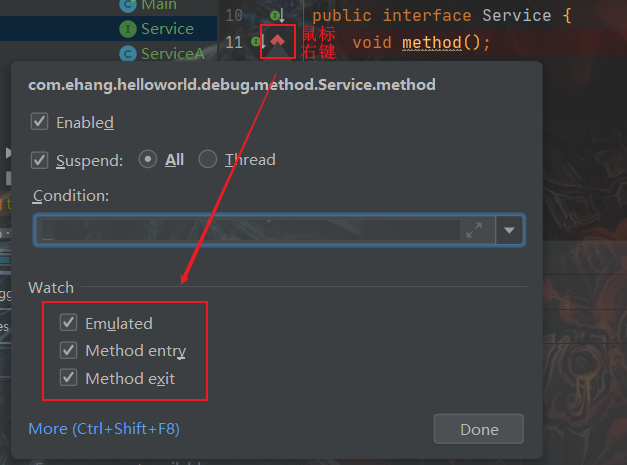 Main
Service
ServiceA
10 public interface Service {
11 void method();
鼠标
右键
com.ehang.helloworld.debug.method.Service.method
Enabled
Suspend: All Thread
Condition:
Watch
Emulated
Method entry
Method exit
More (Ctrl+Shift+F8)
Done